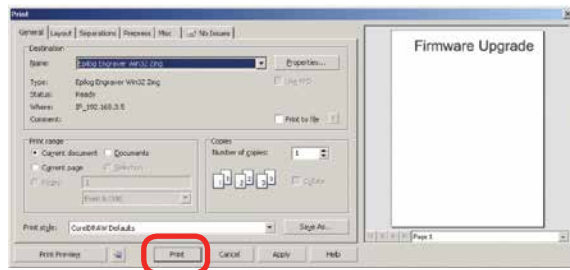 Print
General Layout Separations Prepress Misc No Issues
Destination
Name: Epilog Engraver Win32 Zing Properties...
Type: Epilog Engraver Win32 Zing Use PPD
Status: Ready
Where: IP_192.168.3.5
Comment: Print to file
Print range
Current document Documents
Current page Selection
Pages: 1
Even & Odd
Copies
Number of copies: 1
Collate
Print style: CorelDRAW Defaults Save As...
Print Preview Print Cancel Apply Help
Firmware Upgrade
Page 1